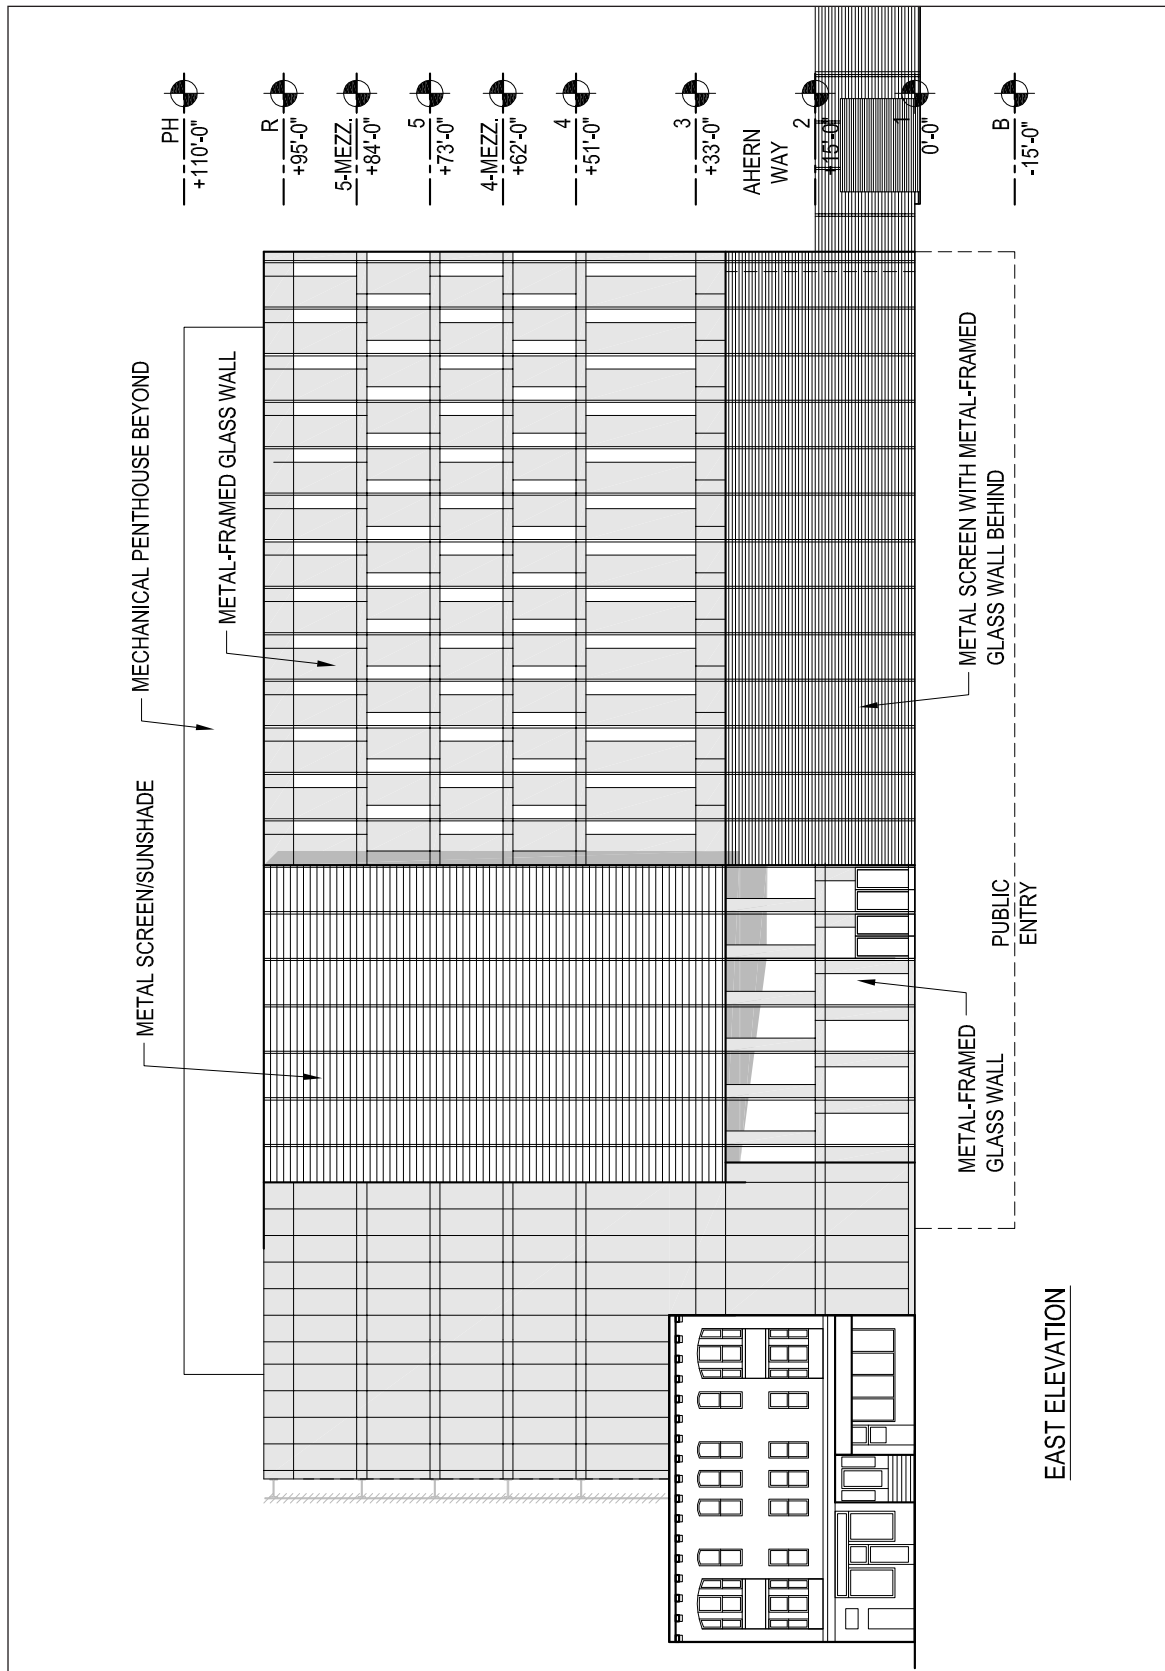 PH
+110'-0"
R
+95'-0"
5-MEZZ.
+84'-0"
5
+73'-0"
4-MEZZ.
+62'-0"
4
+51'-0"
3
+33'-0"
AHERN
WAY
2
+15'-0"
1
0'-0"
B
-15'-0"
MECHANICAL PENTHOUSE BEYOND
METAL-FRAMED GLASS WALL
METAL SCREEN/SUNSHADE
METAL SCREEN WITH METAL-FRAMED
GLASS WALL BEHIND
PUBLIC
ENTRY
METAL-FRAMED
GLASS WALL
EAST ELEVATION